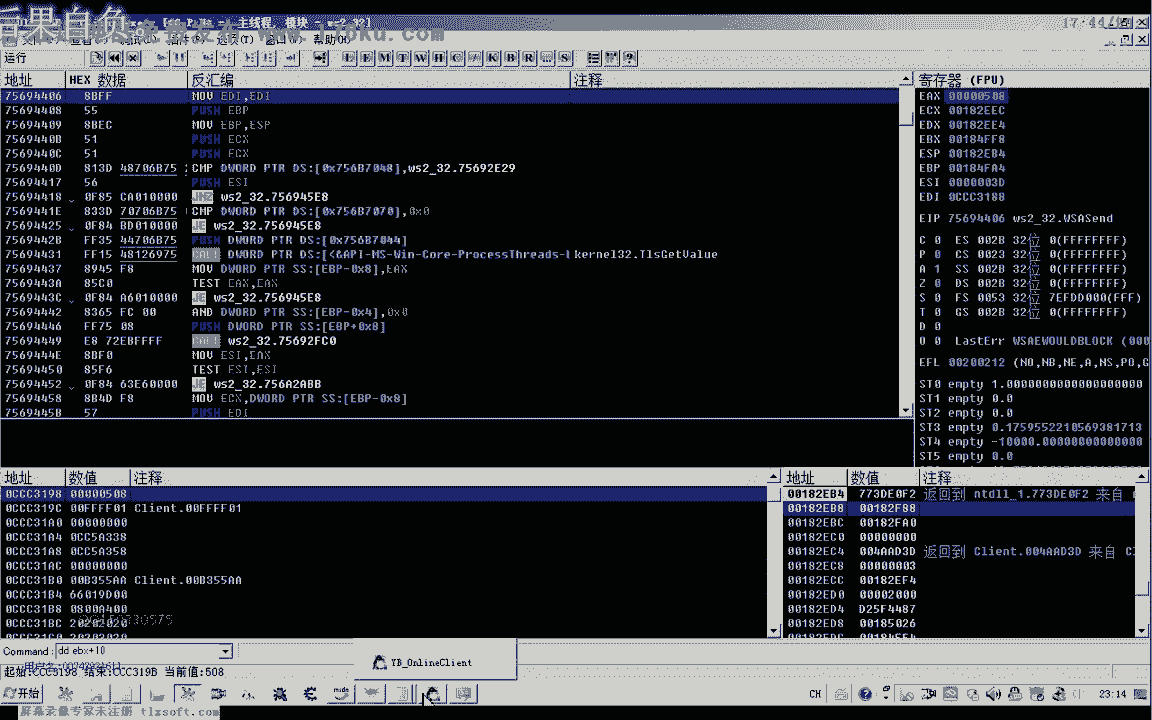 看果自负。
主线程, 模块 - ws2_32]
17:44
帮助(H)
运行
地址 HEX 数据 反汇编 注释
75694406 8BFF MOV EDI,EDI
75694408 55 PUSH EBP
75694409 8BEC MOV EBP,ESP
7569440B 51 PUSH ECX
7569440C 51 PUSH ECX
7569440D 813D 48706B75 CMP DWORD PTR DS:[0x756B7048],ws2_32.75692E29
75694417 56 PUSH ESI
75694418 0F85 CA010000 JNZ ws2_32.756945E8
7569441E 833D 70706B75 CMP DWORD PTR DS:[0x756B7070],0x0
75694425 0F84 BD010000 JE ws2_32.756945E8
7569442B FF35 44706B75 PUSH DWORD PTR DS:[0x756B7044]
75694431 FF15 48126975 CALL DWORD PTR DS:[<&API-MS-Win-Core-ProcessThreads-l kernel32.TlsGetValue
75694437 8945 F8 MOV DWORD PTR SS:[EBP-0x8],EAX
7569443A 85C0 TEST EAX,EAX
7569443C 0F84 A6010000 JE ws2_32.756945E8
75694442 8365 FC 00 AND DWORD PTR SS:[EBP-0x4],0x0
75694446 FF75 08 PUSH DWORD PTR SS:[EBP+0x8]
75694449 E8 72EBFFFF CALL ws2_32.75692FC0
7569444E 8BF0 MOV ESI,EAX
75694450 85F6 TEST ESI,ESI
75694452 0F84 63E60000 JE ws2_32.756A2ABB
75694458 8B4D F8 MOV ECX,DWORD PTR SS:[EBP-0x8]
7569445B 57 PUSH EDI
寄存器 (FPU)
EAX 00000508
ECX 00182EEC
EDX 00182EE4
EBX 00184FF8
ESP 00182EB4
EBP 00184FA4
ESI 0000003D
EDI 0CCC3188
EIP 75694406 ws2_32.WSASend
C 0 ES 002B 32位 0(FFFFFFFF)
P 0 CS 0023 32位 0(FFFFFFFF)
A 1 SS 002B 32位 0(FFFFFFFF)
Z 0 DS 002B 32位 0(FFFFFFFF)
S 0 FS 0053 32位 7EFDD000(FFF)
T 0 GS 002B 32位 0(FFFFFFFF)
D 0
O 0 LastErr WSAEWOULDBLOCK (000
EFL 00200212 (NO,NB,NE,A,NS,PO,G
ST0 empty 1.0000000000000000000
ST1 empty 0.0
ST2 empty 0.0
ST3 empty 0.1759552210569381713
ST4 empty -10000.00000000000000
ST5 empty 0.0
地址 数值 注释
0CCC3198 00000508
0CCC319C 00FFFF01 Client.00FFFF01
0CCC31A0 00000000
0CCC31A4 0CC5A338
0CCC31A8 0CC5A358
0CCC31AC 00000000
0CCC31B0 00B355AA Client.00B355AA
0CCC31B4 66019D00
0CCC31B8 0800A400
0CCC31BC 20202020
地址 数值 注释
00182EB4 773DE0F2 返回到 ntdll_1.773DE0F2 来自
00182EB8 00182F88
00182EBC 00182FA0
00182EC0 00000000
00182EC4 004AAD3D 返回到 Client.004AAD3D 来自
00182EC8 00000003
00182ECC 00182EF4
00182ED0 00002000
00182ED4 D25F4487
00182ED8 00185026
Command: dd ebx+10
起始:CCC3198 结束:CCC319B 当前值:508
YB_OnlineClient
开始
CH
23:14
屏幕录像专家未注册 tlxsoft.com